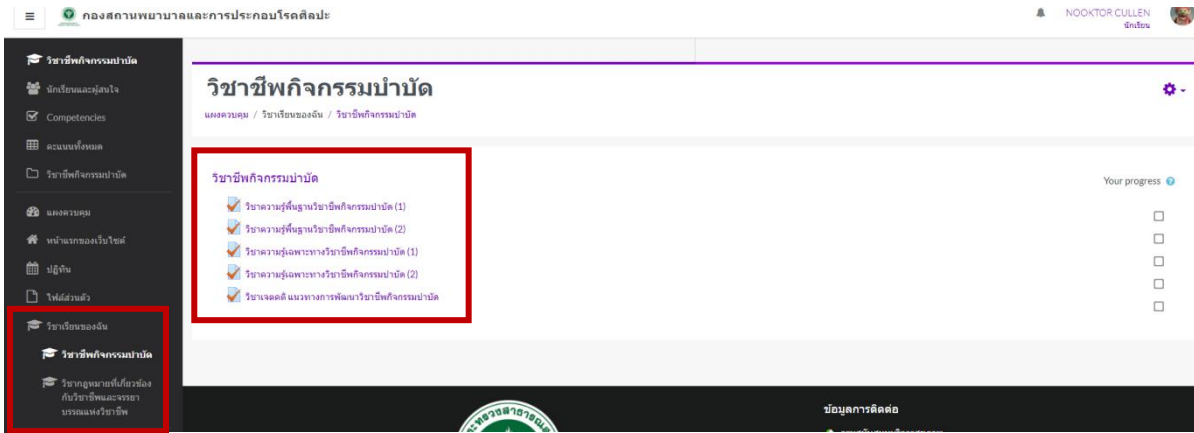 กองสถานพยาบาลและการประกอบโรคศิลปะ
NOOKTOR CULLEN
นักเรียน
วิชาชีพกิจกรรมบำบัด
นักเรียนและผู้สนใจ
Competencies
คะแนนทั้งหมด
วิชาชีพกิจกรรมบำบัด
แผงควบคุม
หน้าแรกของเว็บไซต์
ปฏิทิน
ไฟล์ส่วนตัว
วิชาเรียนของฉัน
วิชาชีพกิจกรรมบำบัด
วิชากฎหมายที่เกี่ยวข้อง
กับวิชาชีพและจรรยา
บรรณแห่งวิชาชีพ
วิชาชีพกิจกรรมบำบัด
แผงควบคุม / วิชาเรียนของฉัน / วิชาชีพกิจกรรมบำบัด
วิชาชีพกิจกรรมบำบัด
Your progress
วิชาความรู้พื้นฐานวิชาชีพกิจกรรมบำบัด (1)
วิชาความรู้พื้นฐานวิชาชีพกิจกรรมบำบัด (2)
วิชาความรู้เฉพาะทางวิชาชีพกิจกรรมบำบัด (1)
วิชาความรู้เฉพาะทางวิชาชีพกิจกรรมบำบัด (2)
วิชาเจตคติ แนวทางการพัฒนาวิชาชีพกิจกรรมบำบัด
ข้อมูลการติดต่อ